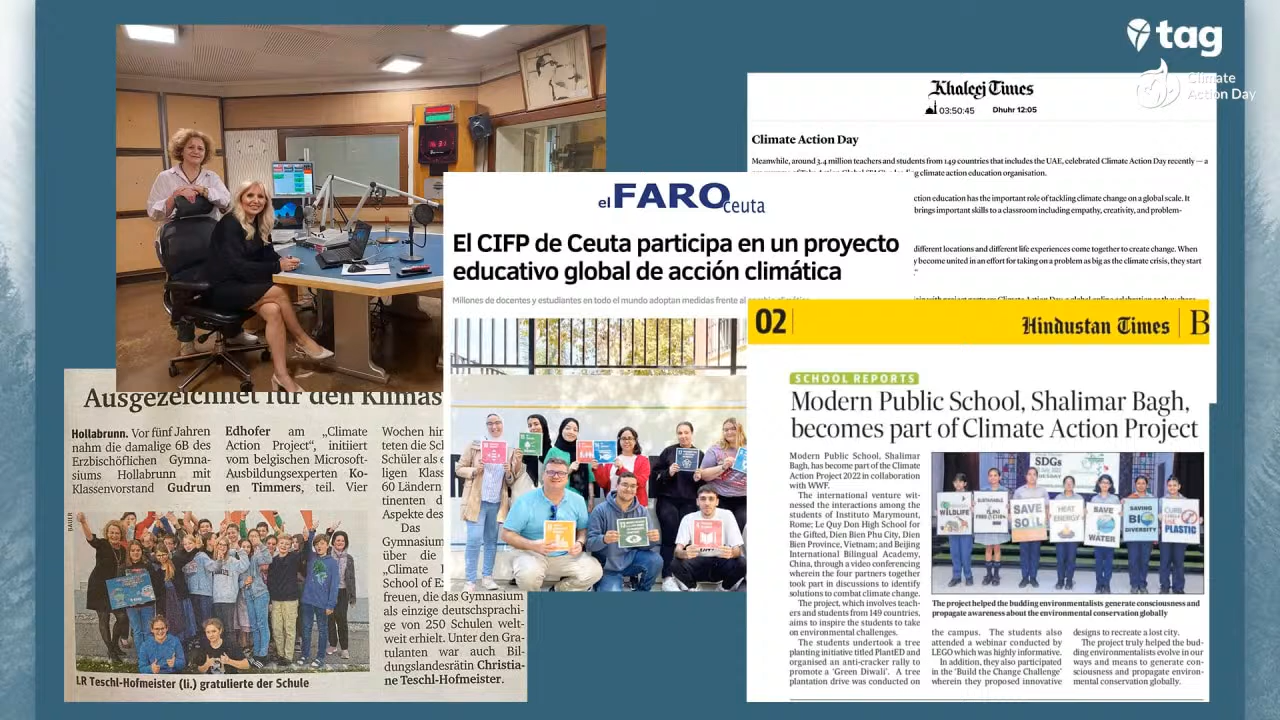 tag
Climate
Action Day
Khaleej Times
03:50:45 Dhuhr 12:05
Climate Action Day
Meanwhile, around 3.4 million teachers and students from 149 countries that includes the UAE, celebrated Climate Action Day recently — a
g climate action education organisation.
ction education has the important role of tackling climate change on a global scale. It
brings important skills to a classroom including empathy, creativity, and problem-
different locations and different life experiences come together to create change. When
y become united in an effort for taking on a problem as big as the climate crisis, they start
el FARO ceuta
El CIFP de Ceuta participa en un proyecto
educativo global de acción climática
Millones de docentes y estudiantes en todo el mundo adoptan medidas frente al
02
Hindustan Times B
SCHOOL REPORTS
Modern Public School, Shalimar Bagh,
becomes part of Climate Action Project
Modern Public School, Shalimar
Bagh, has become part of the Climate
Action Project 2022 in collaboration
with WWF.
The international venture wit-
nessed the interactions among the
students of Instituto Marymount,
Rome; Le Quy Don High School for
the Gifted, Dien Bien Phu City, Dien
Bien Province, Vietnam; and Beijing
International Bilingual Academy,
China, through a video conferencing
wherein the four partners together
took part in discussions to identify
solutions to combat climate change.
The project, which involves teach-
ers and students from 149 countries,
aims to inspire the students to take
on environmental challenges.
The students undertook a tree
planting initiative titled PlantED and
organised an anti-cracker rally to
promote a 'Green Diwali'. A tree
plantation drive was conducted on
SDGs
WILDLIFE
SAVE
SOIL
HEAT
ENERGY
SAVE
WATER
SAVING
BIO
DIVERSITY
PLASTIC
The project helped the budding environmentalists generate consciousness and
propagate awareness about the environmental conservation globally
the campus. The students also
attended a webinar conducted by
LEGO which was highly informative.
In addition, they also participated
in the 'Build the Change Challenge'
wherein they proposed innovative
designs to recreate a lost city.
The project truly helped the bud-
ding environmentalists evolve in our
ways and means to generate con-
sciousness and propagate environ-
mental conservation globally.
Ausgezeichnet für den Klimas
Hollabrunn. Vor fünf Jahren
nahm die damalige 6B des
Erzbischöflichen Gymna-
siums Hollabrunn mit
Klassenvorstand Gudrun
Edhofer am „Climate
Action Project“, initiiert
vom belgischen Microsoft-
Ausbildungsexperten Ko-
en Timmers, teil. Vier
Wochen hin
teten die Sch
Schüler als e
ligen Klass
60 Ländern
tinenten d
Aspekte des
Das
Gymnasium
über die
„Climate
School of E
freuen, die das Gymnasium
als einzige deutschsprachi-
ge von 250 Schulen welt-
weit erhielt. Unter den Gra-
tulanten war auch Bil-
dungslandesrätin Christia-
ne Teschl-Hofmeister.
BAUER
LR Teschl-Hofmeister (li.) gratulierte der Schule